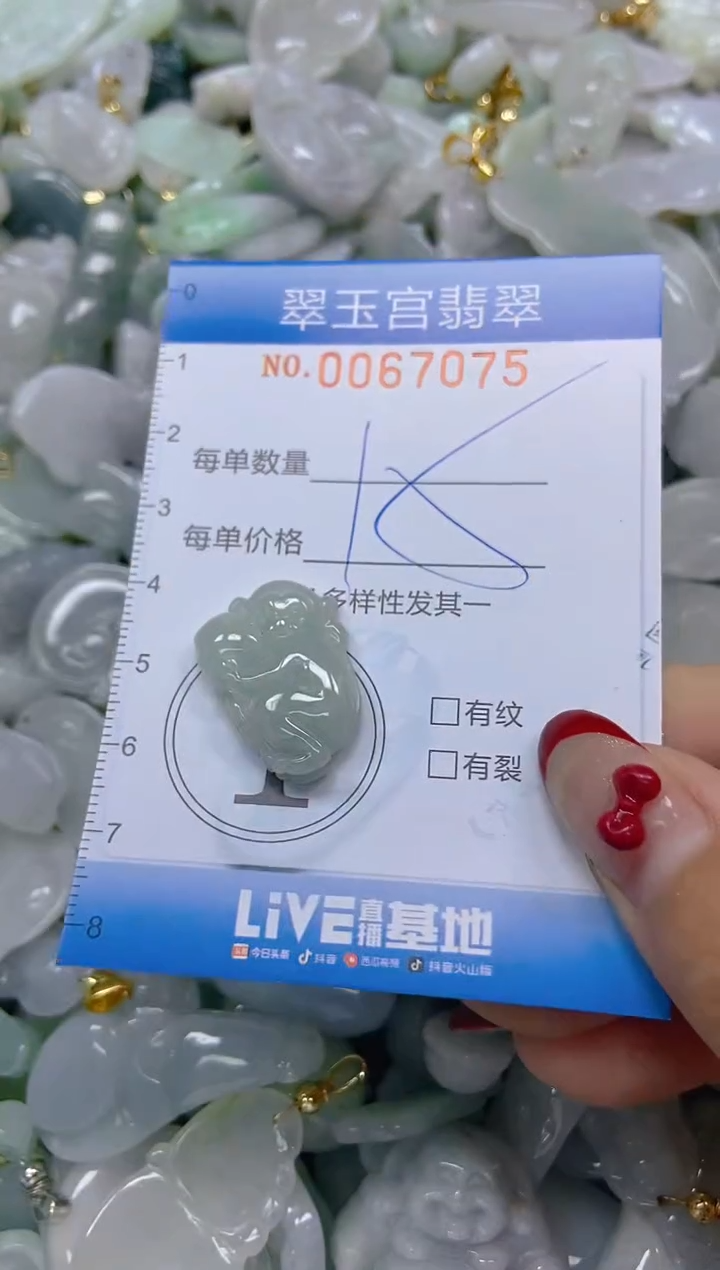 0
翠玉宫翡翠
NO.0067075
1
2
每单数量
3
每单价格
4
多样性发其一
5
□有纹
6
□有裂
7
8
LiVE直播基地
今日头条 抖音 西瓜视频 抖音火山版